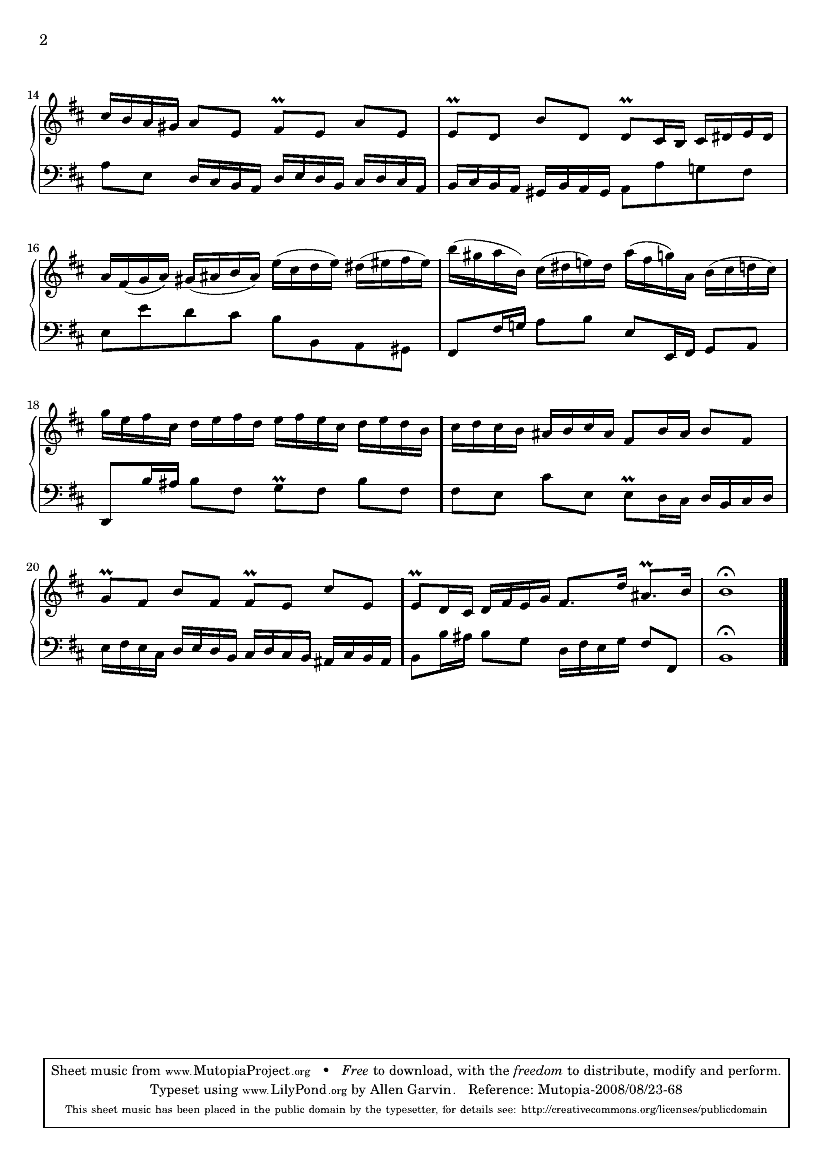 2
14
16
18
20
Sheet music from www.MutopiaProject.org • Free to download, with the freedom to distribute, modify and perform.
Typeset using www.LilyPond.org by Allen Garvin. Reference: Mutopia-2008/08/23-68
This sheet music has been placed in the public domain by the typesetter, for details see: http://creativecommons.org/licenses/publicdomain